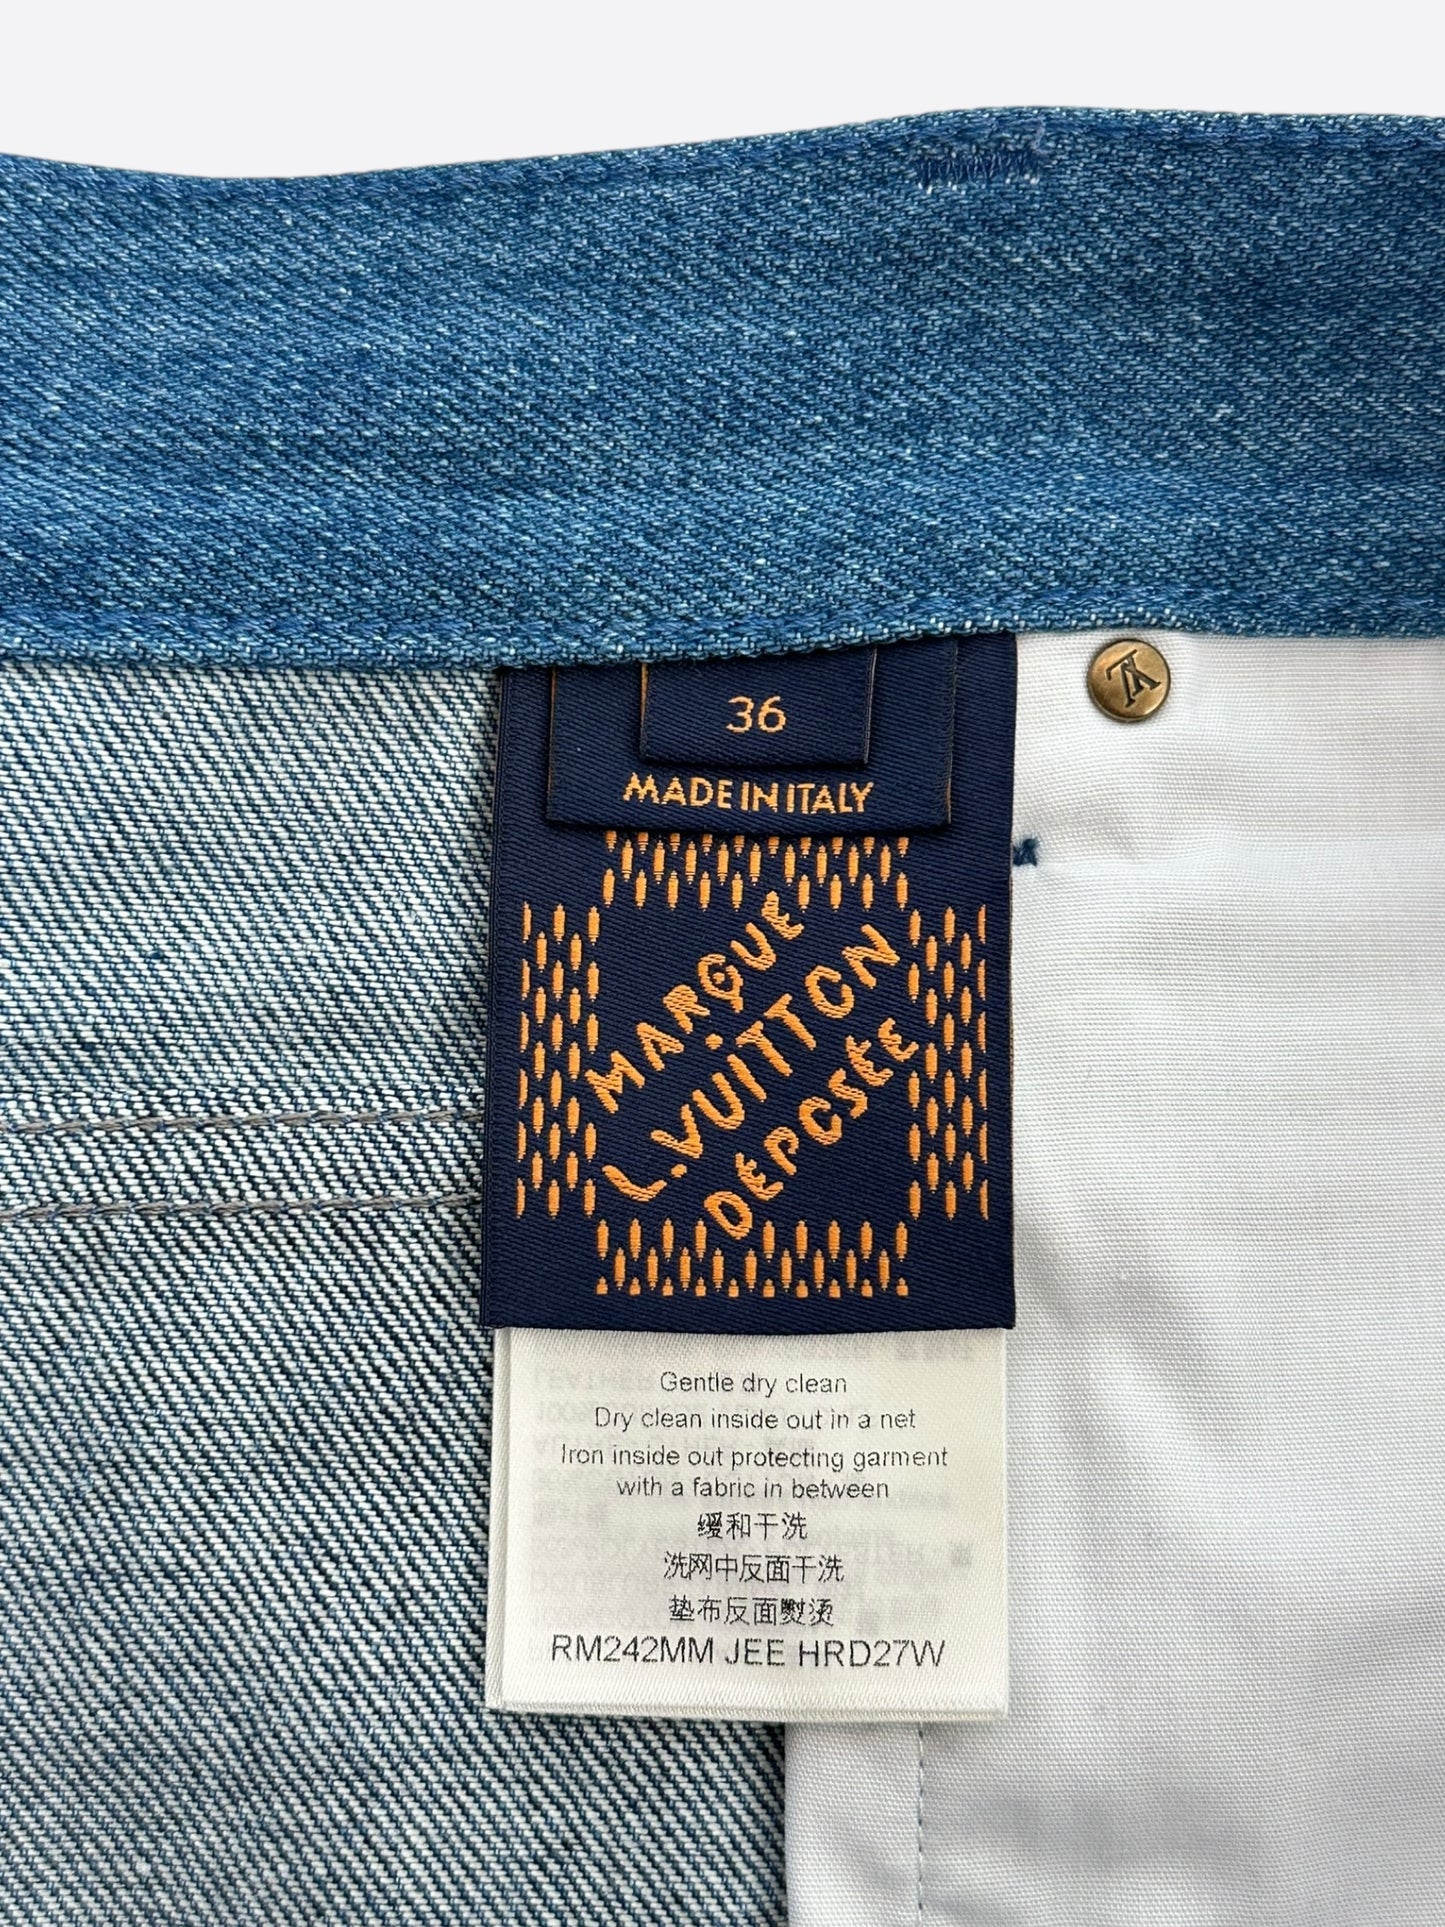 36
MADE IN ITALY
MARQUE
L.VUITTON
DEPOSEE
Gentle dry clean
Dry clean inside out in a net
Iron inside out protecting garment
with a fabric in between
缓和干洗
洗网中反面干洗
垫布反面熨烫
RM242MM JEE HRD27W